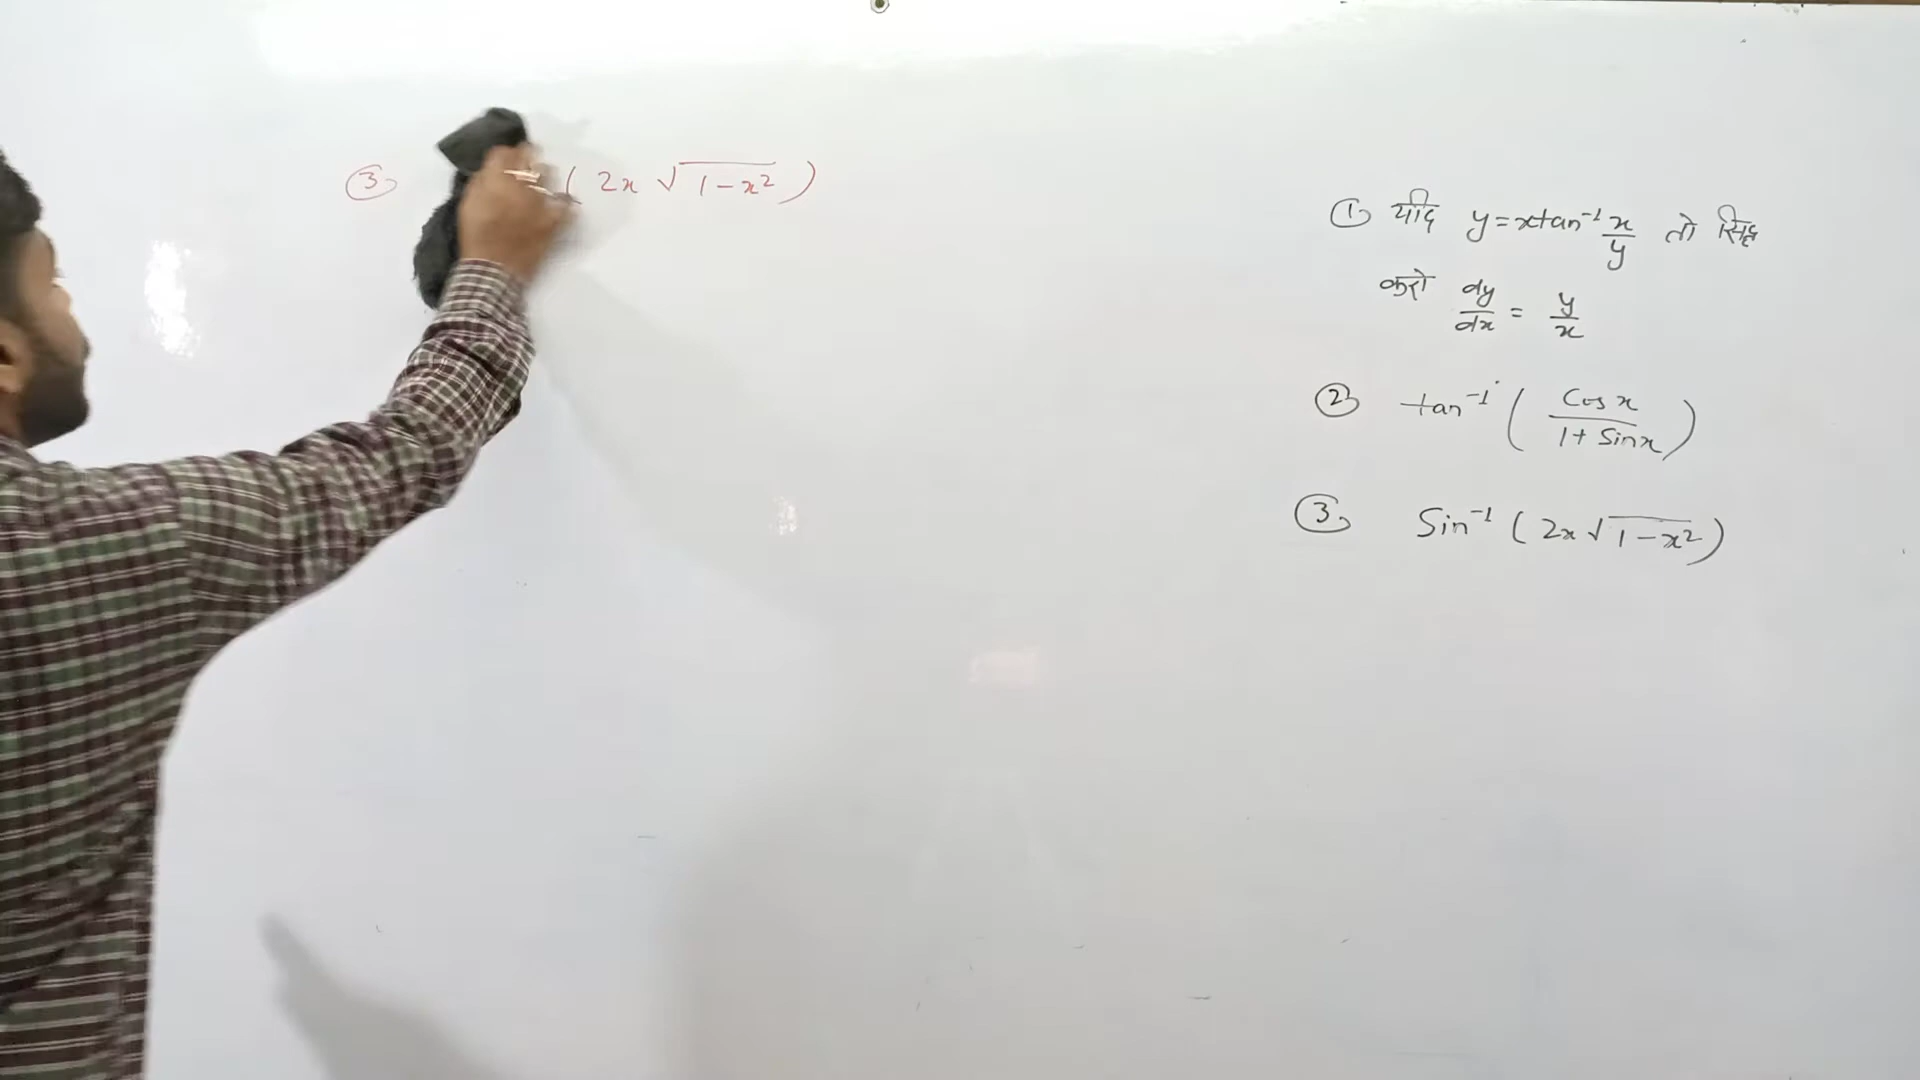 ③ ( 2x √1-x² )
① यदि y = x tan⁻¹ x/y तो सिद्ध
करो dy/dx = y/x
② tan⁻¹ ( Cos x / 1 + Sin x )
③ Sin⁻¹ ( 2x √1-x² )